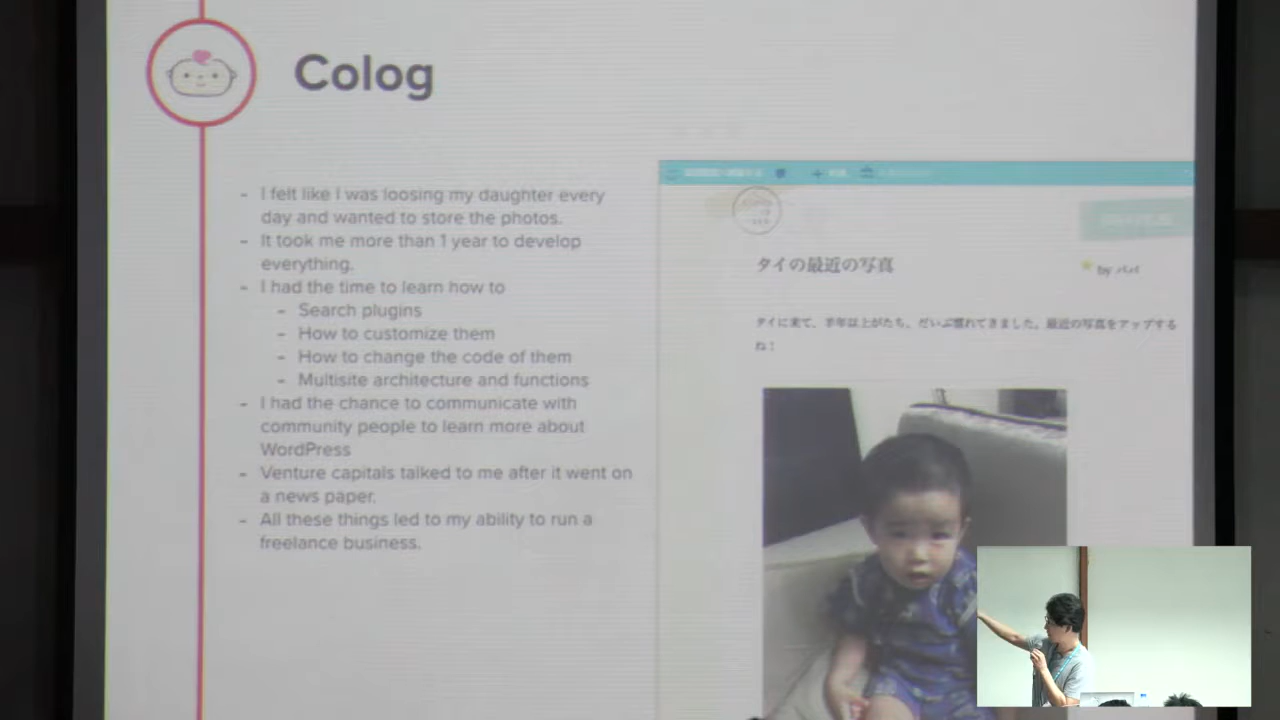 Colog
- I felt like I was loosing my daughter every
day and wanted to store the photos.
- It took me more than 1 year to develop
everything.
- I had the time to learn how to
- Search plugins
- How to customize them
- How to change the code of them
- Multisite architecture and functions
- I had the chance to communicate with
community people to learn more about
WordPress
- Venture capitals talked to me after it went on
a news paper.
- All these things led to my ability to run a
freelance business.
タイの最近の写真
by パパ
タイに来て、半年以上がたち、だいぶ慣れてきました。最近の写真をアップする
ね！